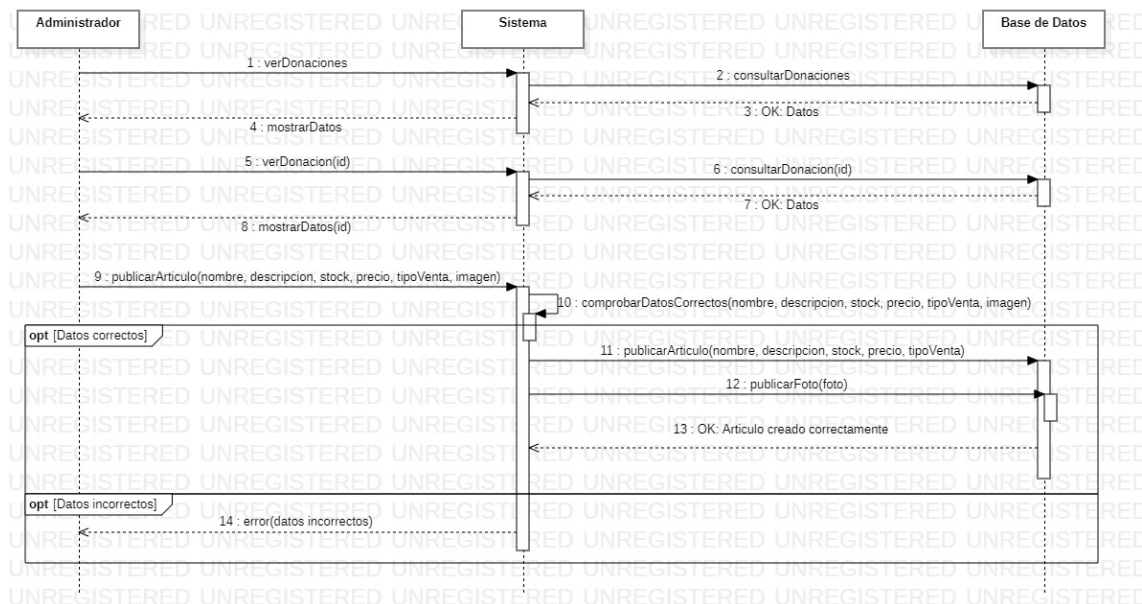 Administrador
Sistema
Base de Datos
1 : verDonaciones
2 : consultarDonaciones
3 : OK: Datos
4 : mostrarDatos
5 : verDonacion(id)
6 : consultarDonacion(id)
7 : OK: Datos
8 : mostrarDatos(id)
9 : publicarArticulo(nombre, descripcion, stock, precio, tipoVenta, imagen)
10 : comprobarDatosCorrectos(nombre, descripcion, stock, precio, tipoVenta, imagen)
opt [Datos correctos]
11 : publicarArticulo(nombre, descripcion, stock, precio, tipoVenta)
12 : publicarFoto(foto)
13 : OK: Articulo creado correctamente
opt [Datos incorrectos]
14 : error(datos incorrectos)
UNREGISTERED